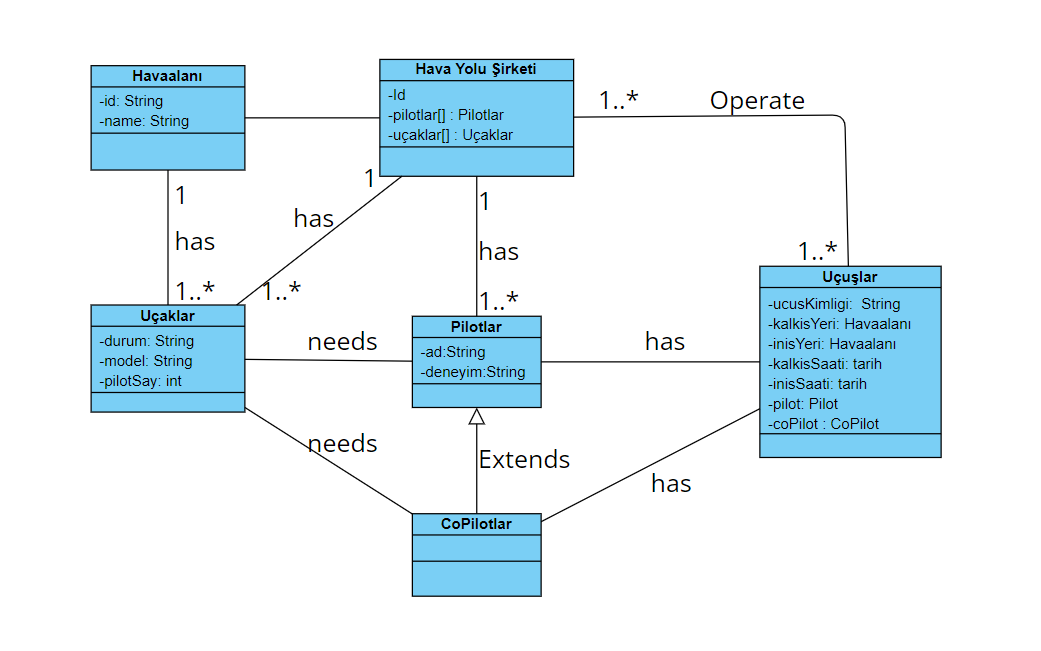 Havaalanı
-id: String
-name: String
Hava Yolu Şirketi
-Id
-pilotlar[] : Pilotlar
-uçaklar[] : Uçaklar
1..*
Operate
1
has
1..*
1
has
1..*
1
has
1..*
1..*
Uçaklar
-durum: String
-model: String
-pilotSay: int
needs
Pilotlar
-ad:String
-deneyim:String
has
Uçuşlar
-ucusKimligi: String
-kalkisYeri: Havaalanı
-inisYeri: Havaalanı
-kalkisSaati: tarih
-inisSaati: tarih
-pilot: Pilot
-coPilot : CoPilot
needs
Extends
has
CoPilotlar